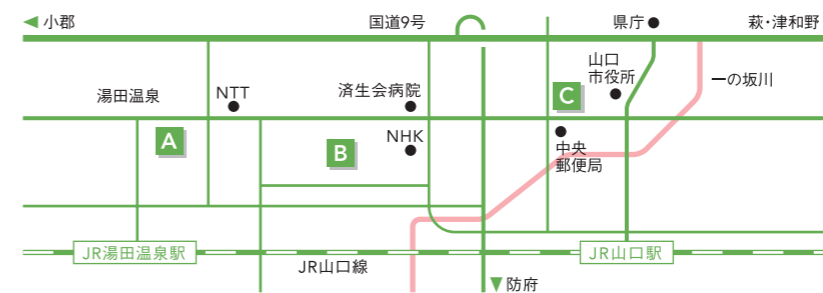 小郡
国道9号
県庁
萩・津和野
山口
市役所
一の坂川
湯田温泉
NTT
済生会病院
C
A
B
NHK
中央
郵便局
JR湯田温泉駅
JR山口線
JR山口駅
防府